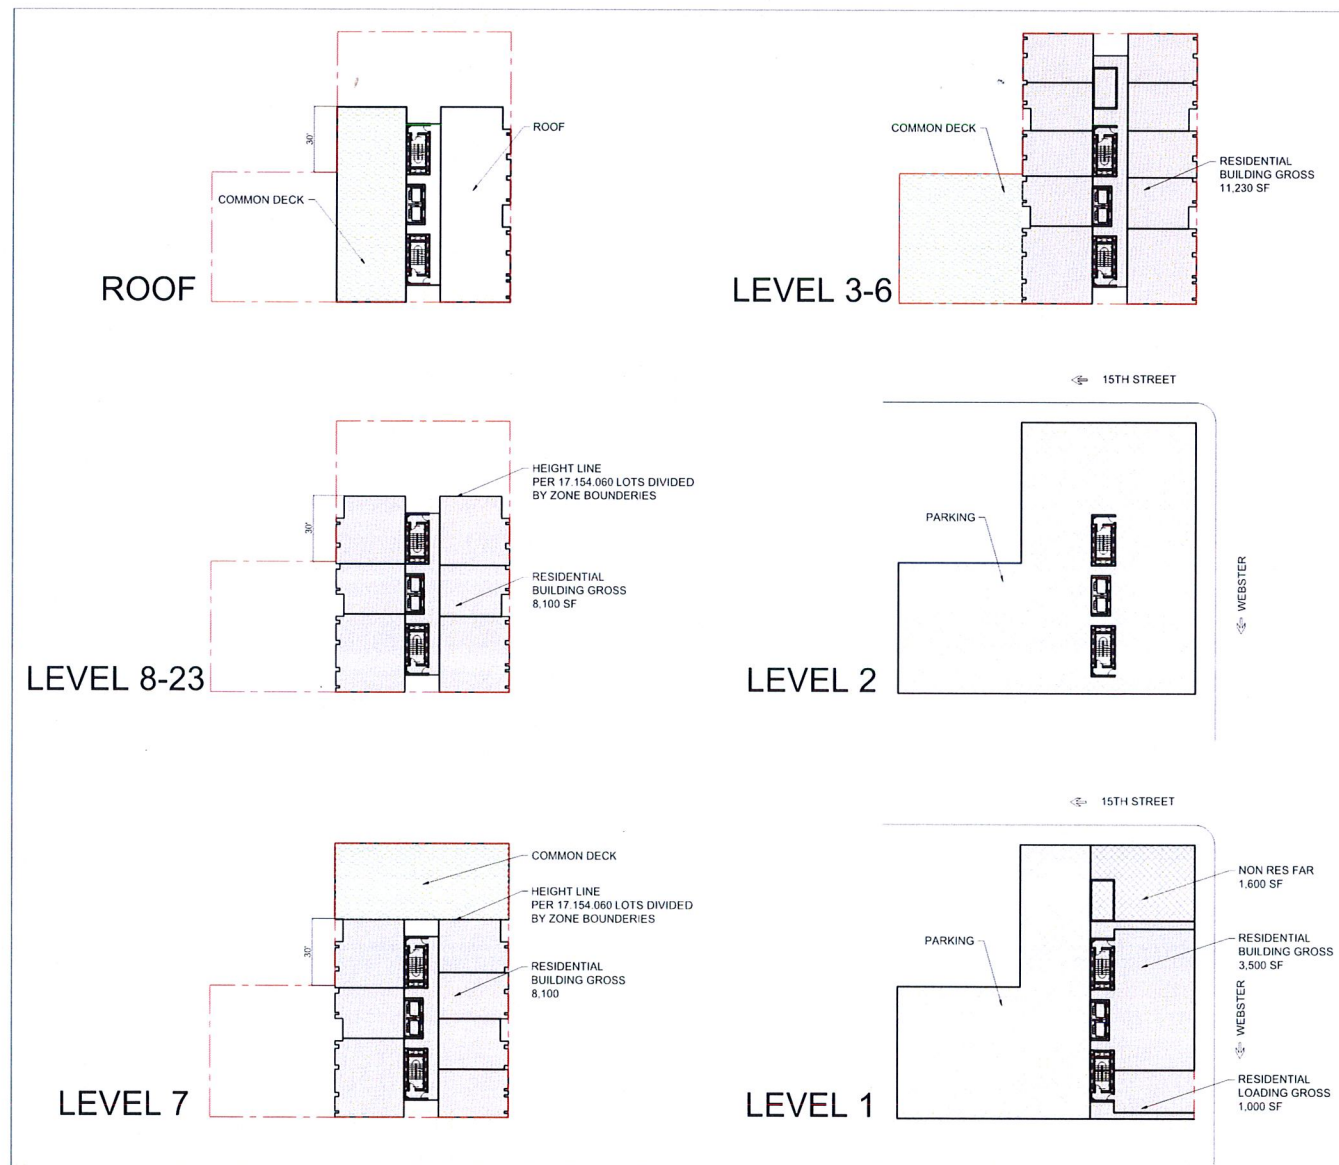 ROOF
30'
COMMON DECK
ROOF
LEVEL 3-6
COMMON DECK
RESIDENTIAL
BUILDING GROSS
11,230 SF
LEVEL 8-23
30'
HEIGHT LINE
PER 17.154.060 LOTS DIVIDED
BY ZONE BOUNDERIES
RESIDENTIAL
BUILDING GROSS
8,100 SF
LEVEL 2
15TH STREET
PARKING
WEBSTER
LEVEL 7
30'
COMMON DECK
HEIGHT LINE
PER 17.154.060 LOTS DIVIDED
BY ZONE BOUNDERIES
RESIDENTIAL
BUILDING GROSS
8,100
LEVEL 1
15TH STREET
PARKING
NON RES FAR
1,600 SF
RESIDENTIAL
BUILDING GROSS
3,500 SF
WEBSTER
RESIDENTIAL
LOADING GROSS
1,000 SF